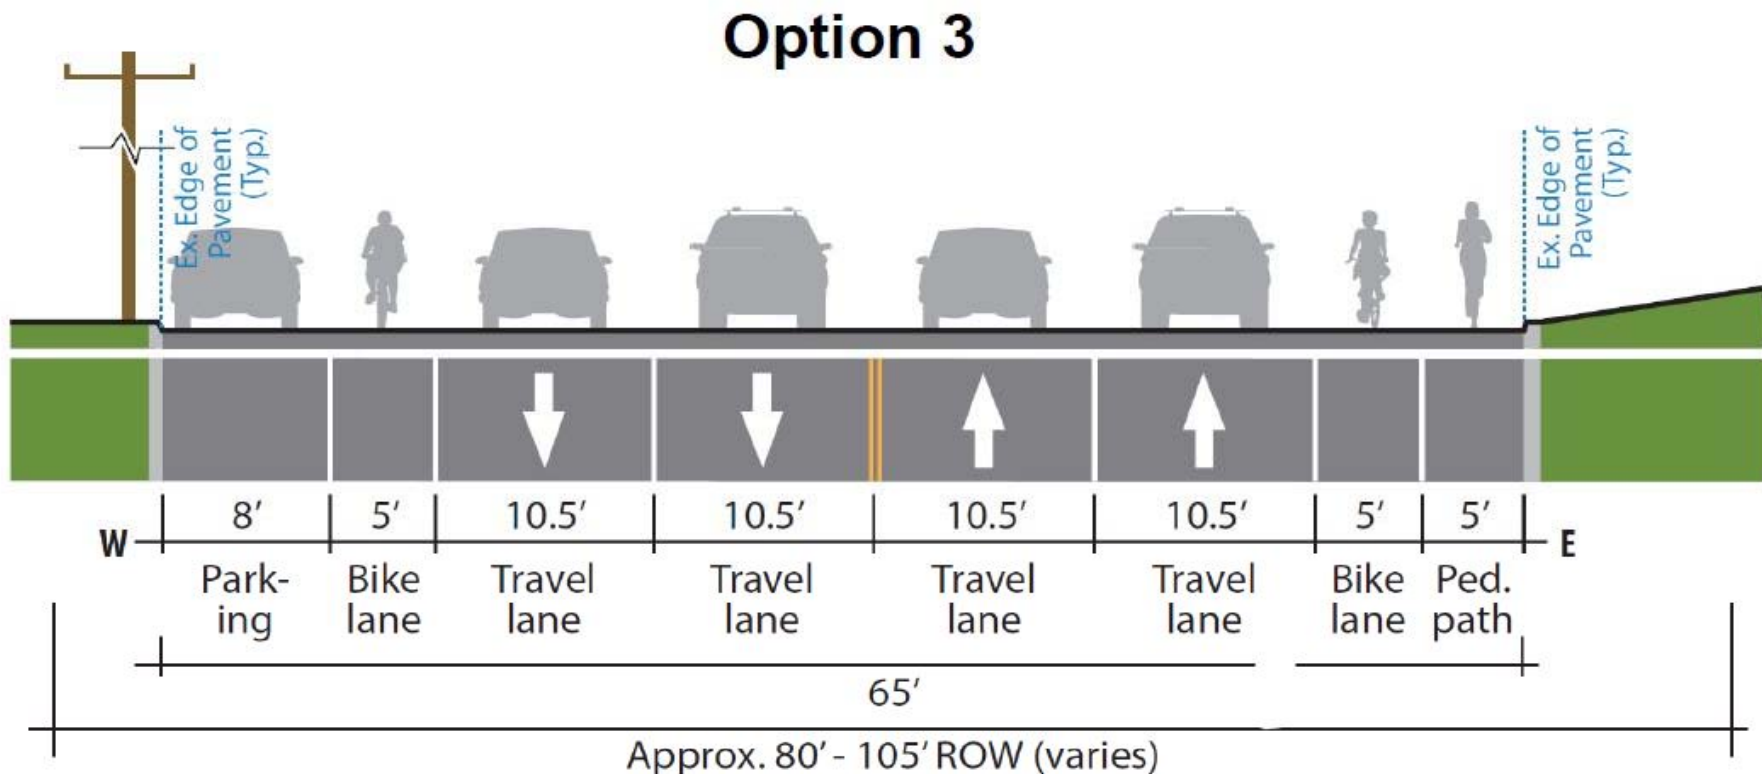 Option 3
Ex. Edge of
Pavement
(Typ.)
Ex. Edge of
Pavement
(Typ.)
8’ 5’ 10.5’ 10.5’ 10.5’ 10.5’ 5’ 5’
W E
Park-
ing
Bike
lane
Travel
lane
Travel
lane
Travel
lane
Travel
lane
Bike
lane
Ped.
path
65’
Approx. 80’ - 105’ ROW (varies)